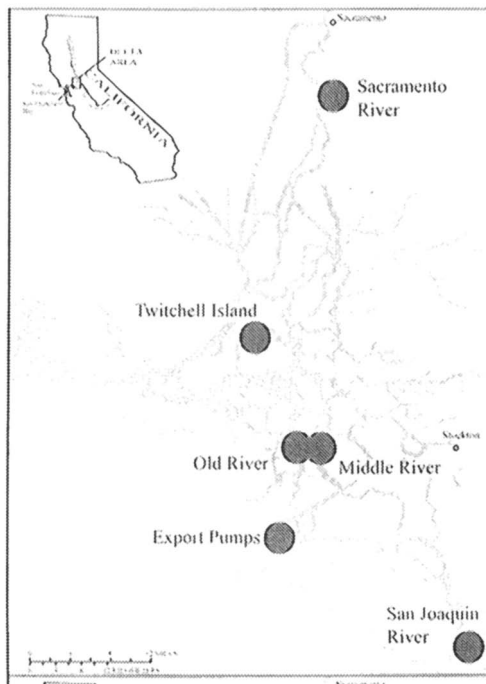 Sacramento
DELTA
AREA
CALIFORNIA
Sacramento
River
Twitchell Island
Stockton
Old River
Middle River
Export Pumps
San Joaquin
River